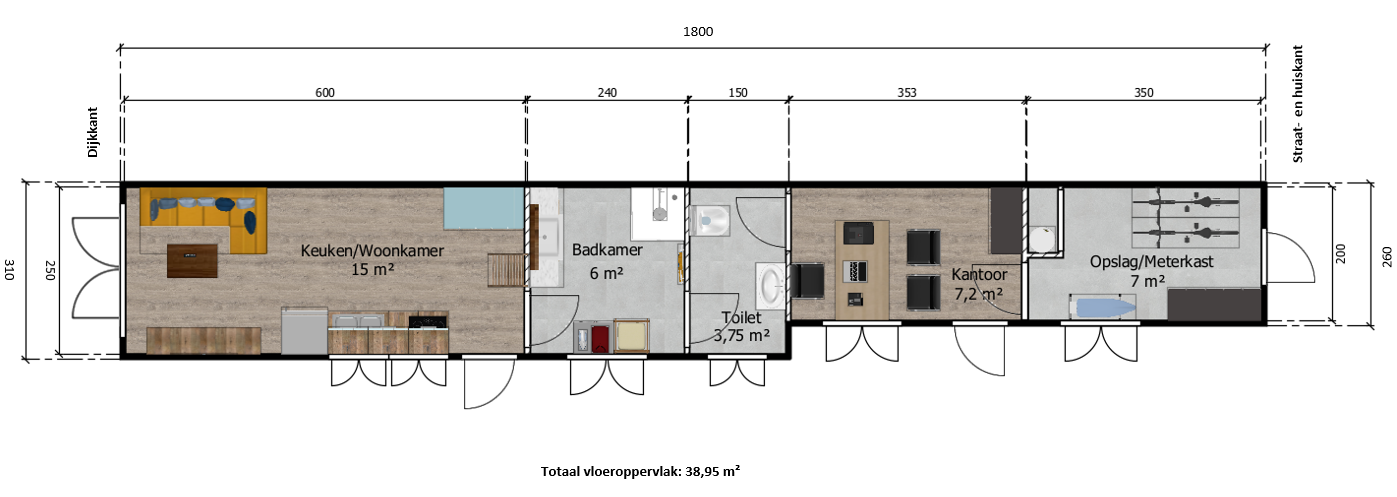 1800
600
240
150
353
350
Dijkkant
Straat- en huiskant
310
250
200
260
Keuken/Woonkamer
15 m²
Badkamer
6 m²
Toilet
3,75 m²
Kantoor
7,2 m²
Opslag/Meterkast
7 m²
Totaal vloeroppervlak: 38,95 m²